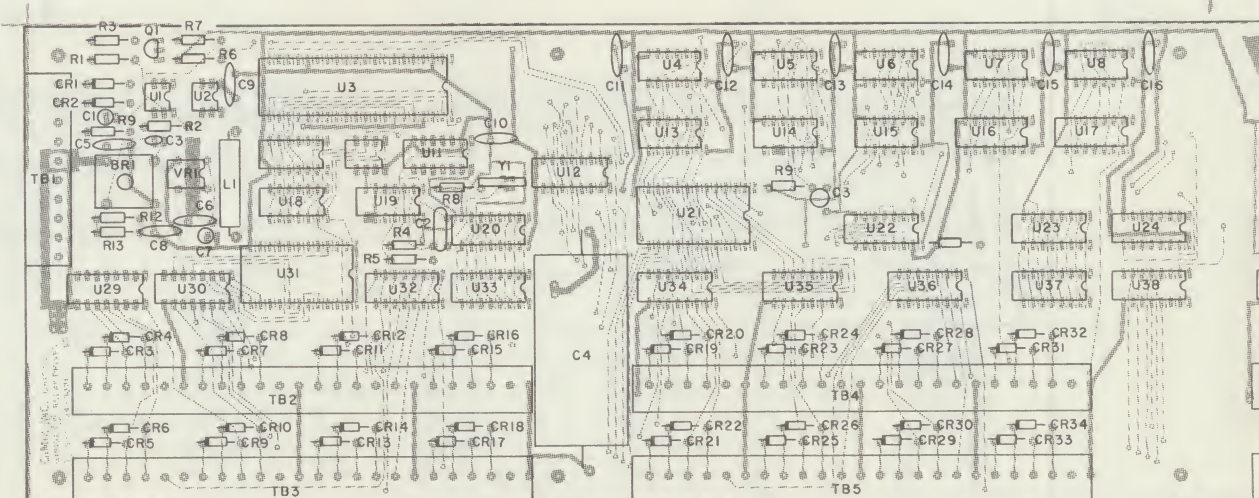 R3 Q1 R7
R1 R6
CR1 U1 U2 C9 U3 C11 U4 C12 U5 C13 U6 C14 U7 C15 U8 C16
CR2
C1 R9 R2
C5 C3 U11 C10 U13 U14 U15 U16 U17
TB1 BR1 VR1 L1 Y1 U12 R9
R8 C3
R12 C6 U18 U19 C2 U21
R13 C8 C7 R4 U20 U22 U23 U24
R5
U29 U30 U31 U32 U33 U34 U35 U36 U37 U38
CR4 CR8 CR12 CR16 CR20 CR24 CR28 CR32
CR3 CR7 CR11 CR15 C4 CR19 CR23 CR27 CR31
TB2 TB4
CR6 CR10 CR14 CR18 CR22 CR26 CR30 CR34
CR5 CR9 CR13 CR17 CR21 CR25 CR29 CR33
TB3 TB5